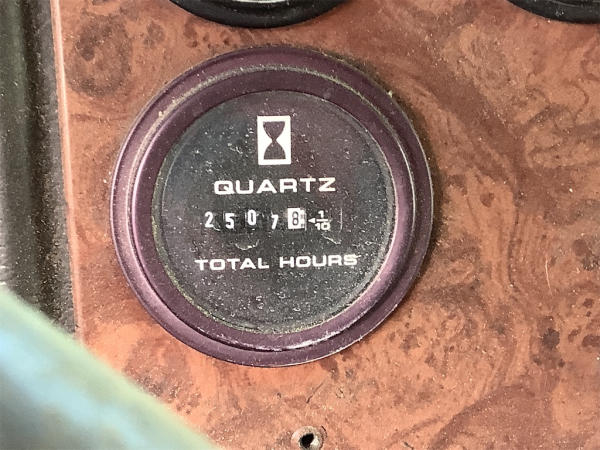 QUARTZ
25078 ◄1/10
TOTAL HOURS